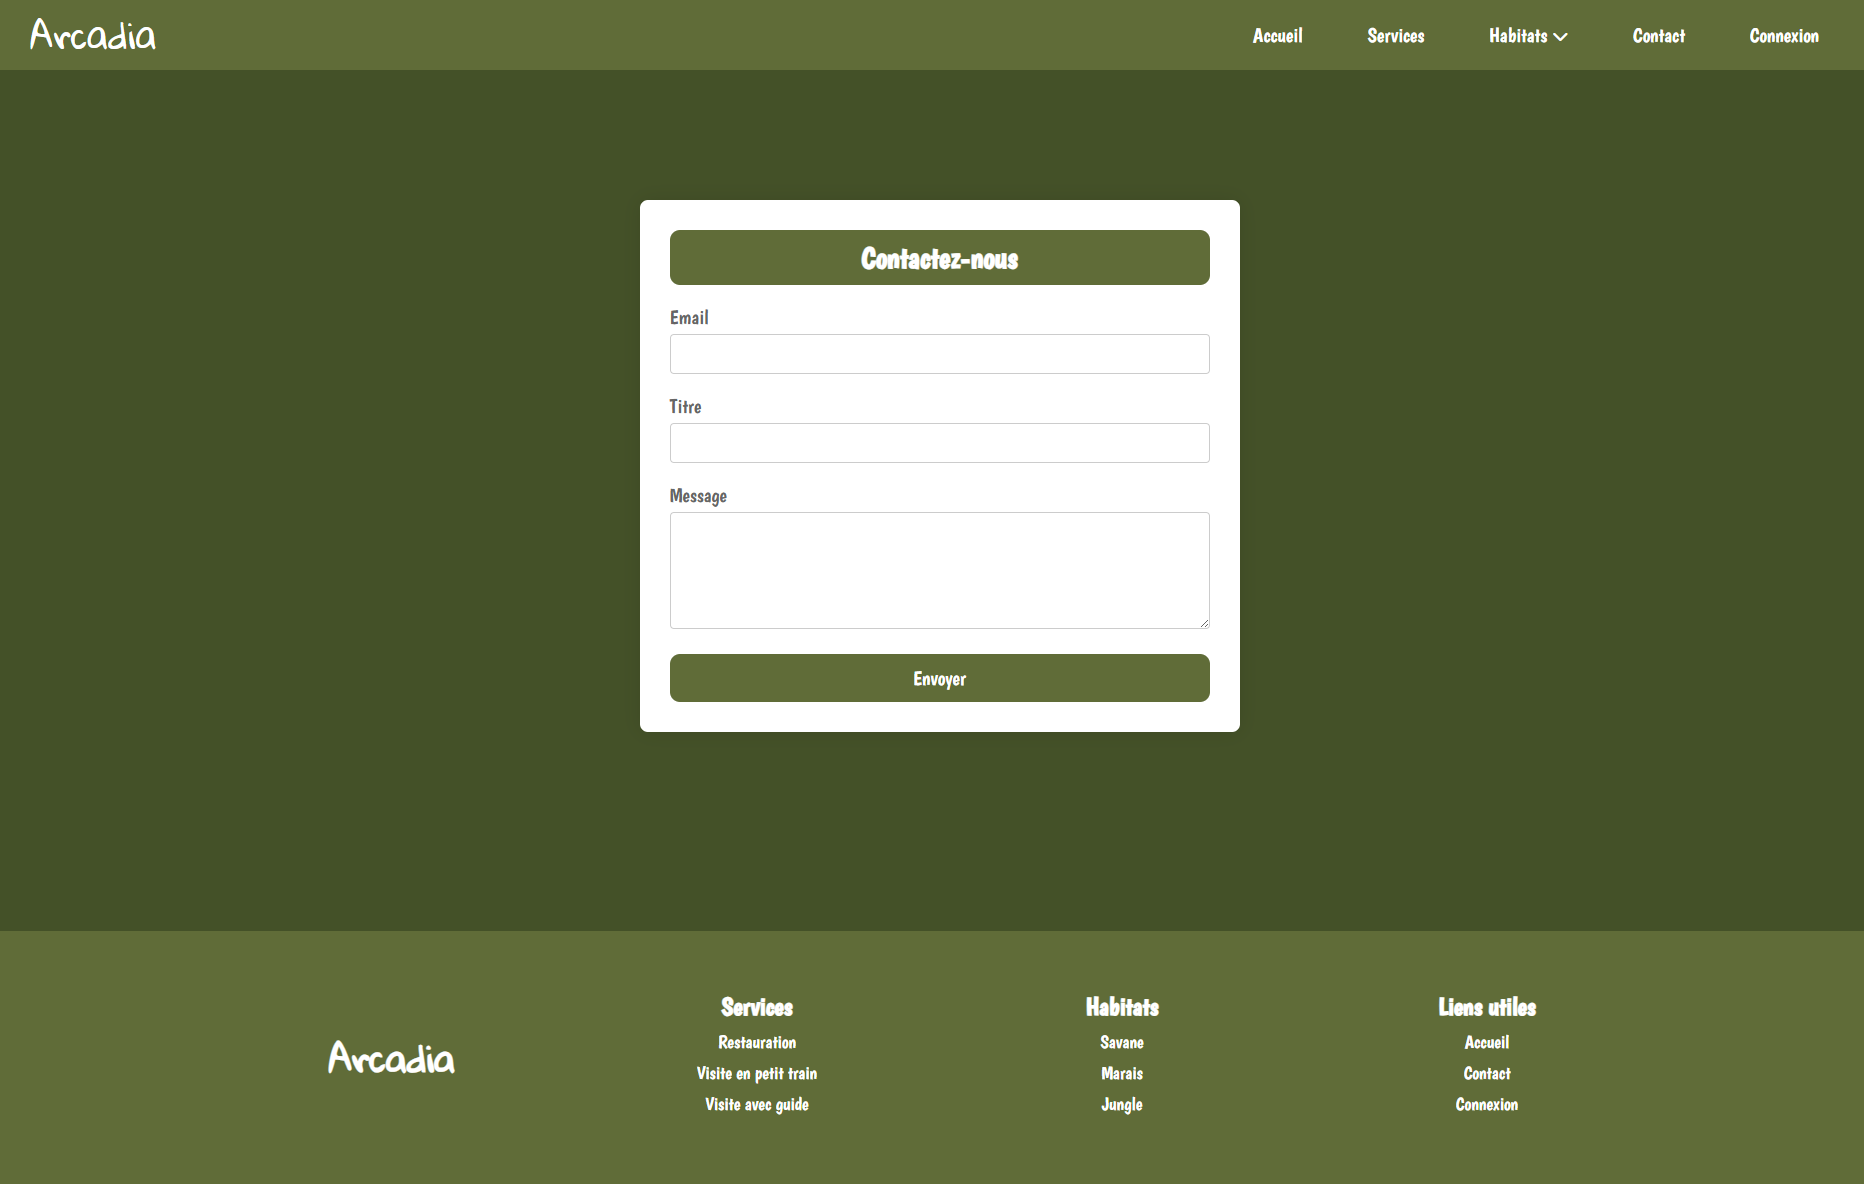 Arcadia
Accueil Services Habitats Contact Connexion
Contactez-nous
Email
Titre
Message
Envoyer
Arcadia
Services
Restauration
Visite en petit train
Visite avec guide
Habitats
Savane
Marais
Jungle
Liens utiles
Accueil
Contact
Connexion